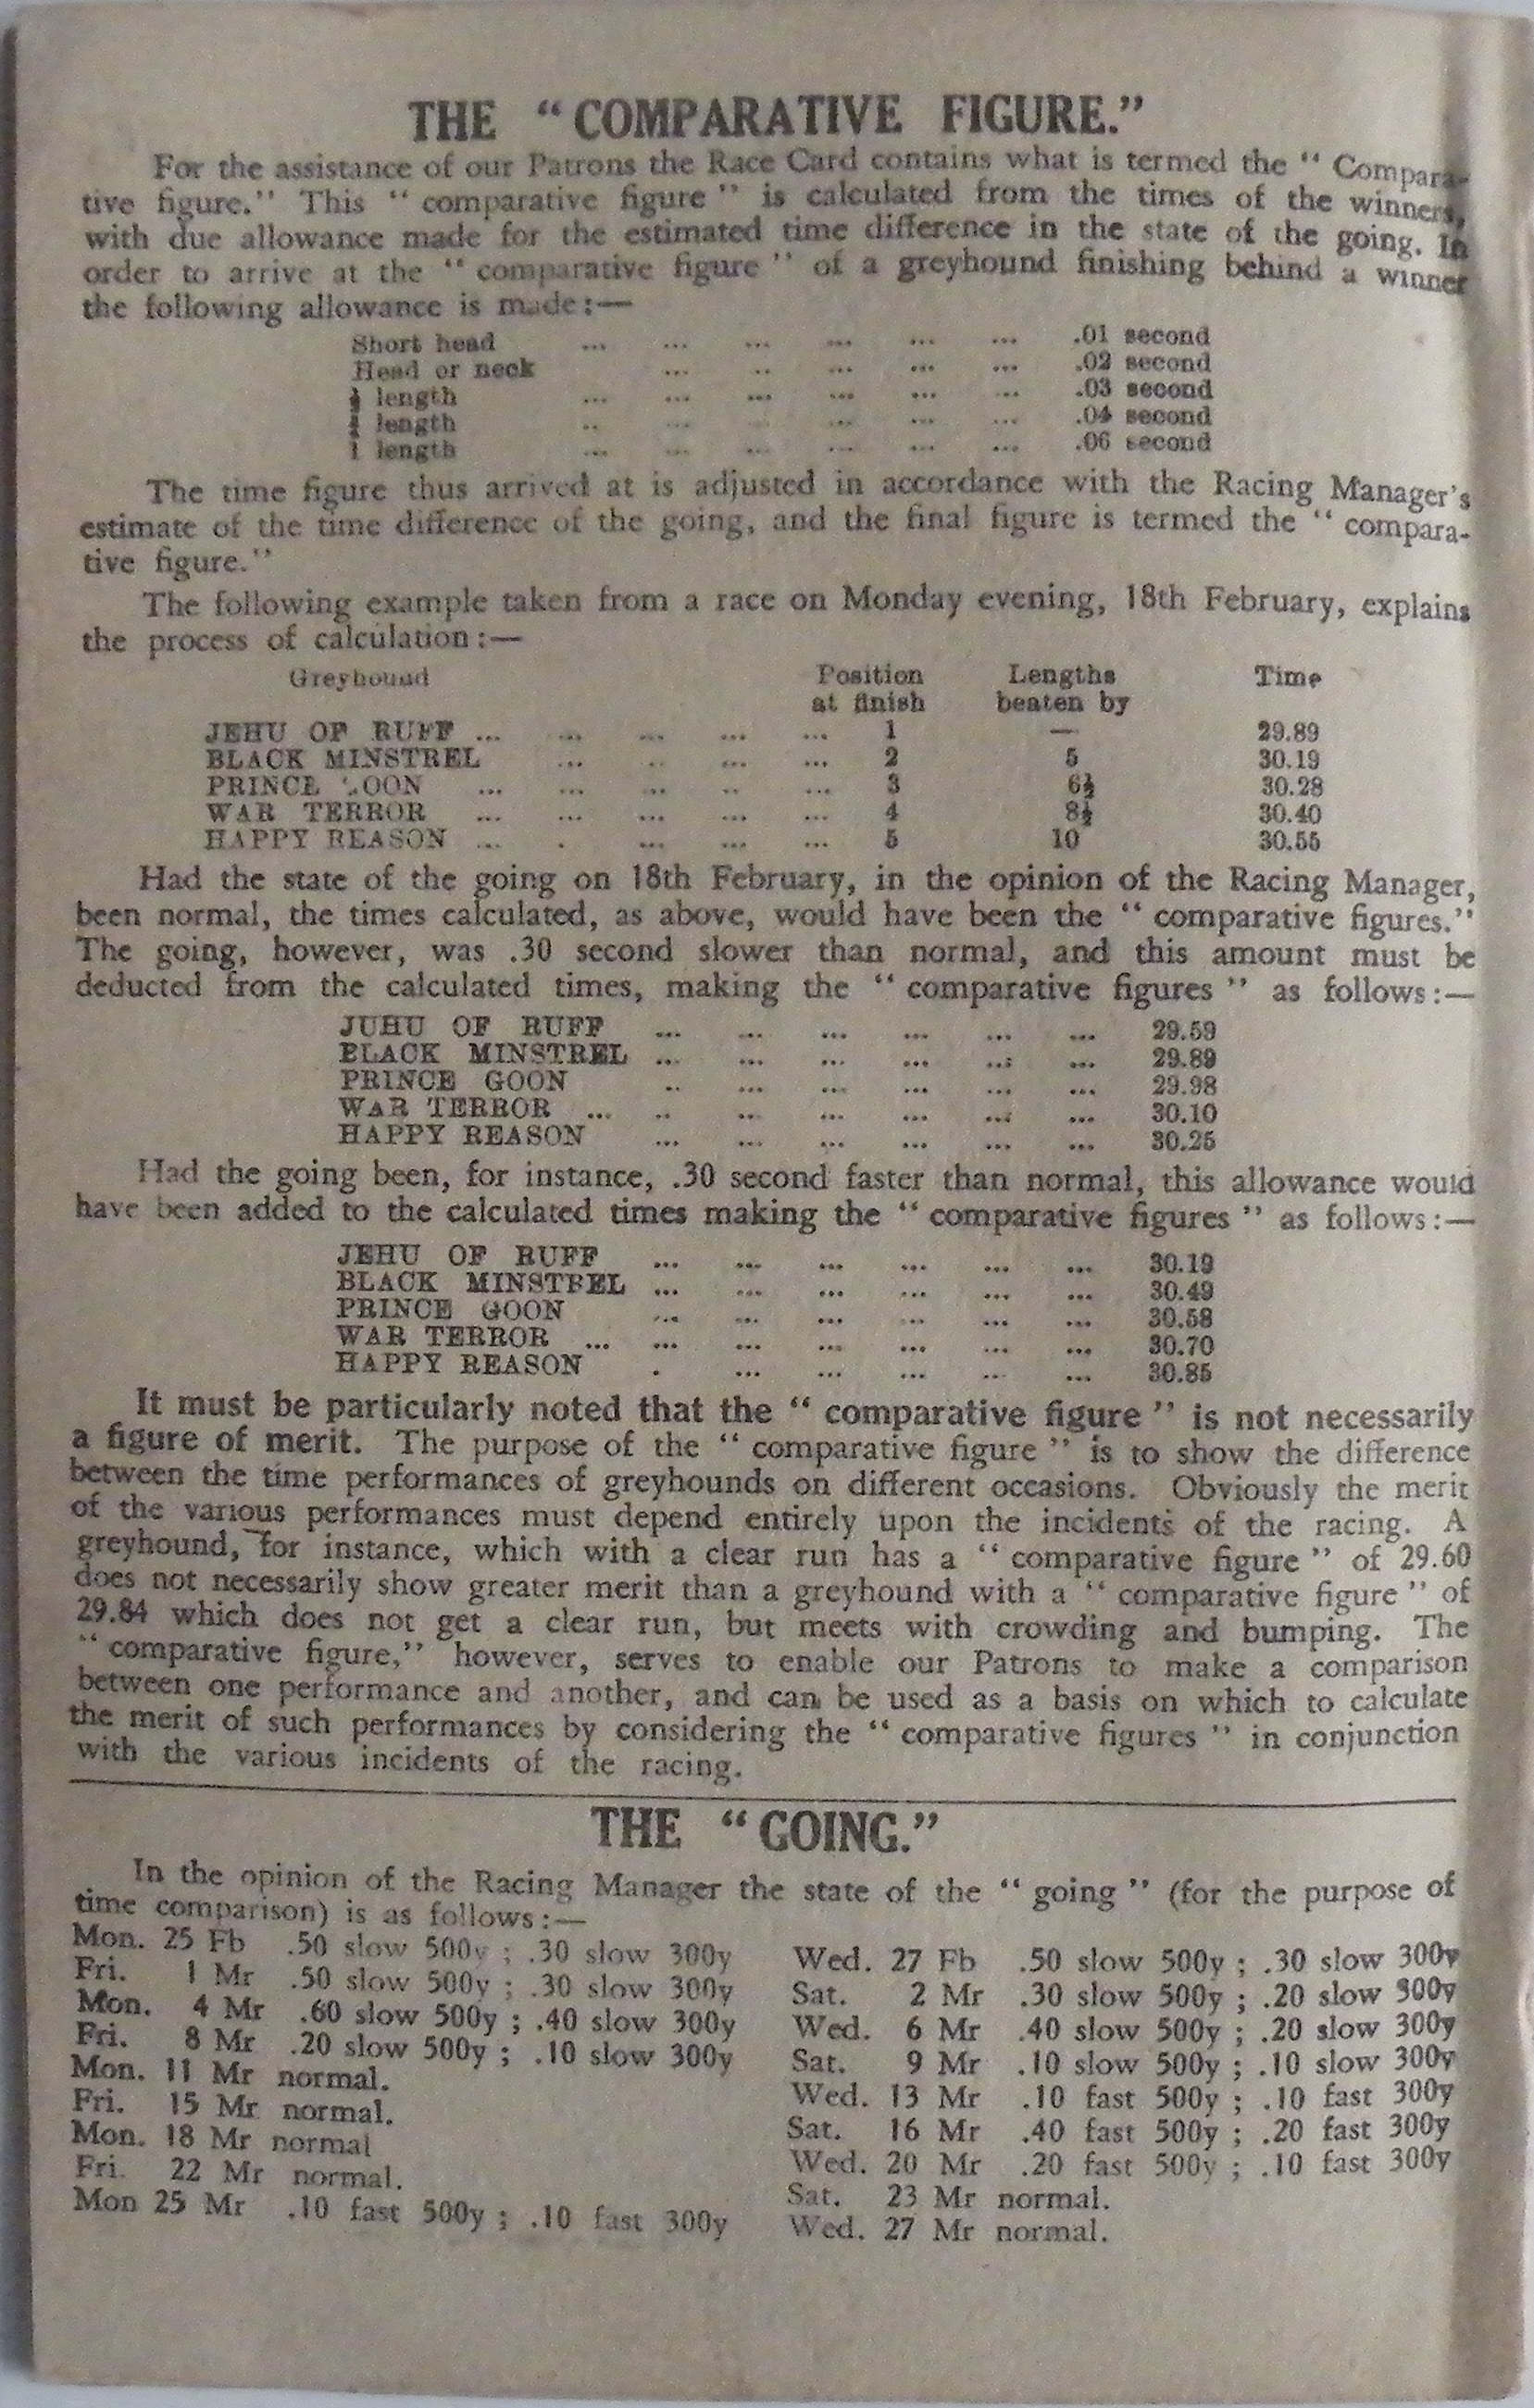 THE “COMPARATIVE FIGURE.”
For the assistance of our Patrons the Race Card contains what is termed the “ Compara-
tive figure.” This “ comparative figure ” is calculated from the times of the winners,
with due allowance made for the estimated time difference in the state of the going. In
order to arrive at the “ comparative figure ” of a greyhound finishing behind a winner
the following allowance is made:—
Short head ... ... ... ... ... ... .01 second
Head or neck ... .. ... ... ... .02 second
½ length ... ... ... ... ... ... .03 second
¾ length .. ... ... ... ... ... .04 second
1 length ... ... ... ... ... ... .06 second
The time figure thus arrived at is adjusted in accordance with the Racing Manager’s
estimate of the time difference of the going, and the final figure is termed the “ compara-
tive figure.”
The following example taken from a race on Monday evening, 18th February, explains
the process of calculation:—
Greyhound Position Lengths Time
at finish beaten by
JEHU OF RUFF ... ... ... ... ... 1 — 29.89
BLACK MINSTREL ... .. ... ... 2 5 30.19
PRINCE GOON ... ... ... .. ... 3 6½ 30.28
WAR TERROR ... ... ... ... ... 4 8½ 30.40
HAPPY REASON ... . ... ... ... 5 10 30.55
Had the state of the going on 18th February, in the opinion of the Racing Manager,
been normal, the times calculated, as above, would have been the “ comparative figures.”
The going, however, was .30 second slower than normal, and this amount must be
deducted from the calculated times, making the “ comparative figures ” as follows:—
JUHU OF RUFF ... ... ... ... ... ... 29.59
BLACK MINSTREL ... ... ... ... ... ... 29.89
PRINCE GOON .. ... ... ... ... ... 29.98
WAR TERROR ... .. ... ... ... ... ... 30.10
HAPPY REASON ... ... ... ... ... ... 30.25
Had the going been, for instance, .30 second faster than normal, this allowance would
have been added to the calculated times making the “ comparative figures ” as follows:—
JEHU OF RUFF ... ... ... ... ... ... 30.19
BLACK MINSTREL ... ... ... ... ... ... 30.49
PRINCE GOON ... ... ... ... ... ... 30.58
WAR TERROR ... ... ... ... ... ... ... 30.70
HAPPY REASON . ... ... ... ... ... 30.85
It must be particularly noted that the “ comparative figure ” is not necessarily
a figure of merit. The purpose of the “ comparative figure ” is to show the difference
between the time performances of greyhounds on different occasions. Obviously the merit
of the various performances must depend entirely upon the incidents of the racing. A
greyhound, for instance, which with a clear run has a “ comparative figure ” of 29.60
does not necessarily show greater merit than a greyhound with a “ comparative figure ” of
29.84 which does not get a clear run, but meets with crowding and bumping. The
“ comparative figure,” however, serves to enable our Patrons to make a comparison
between one performance and another, and can be used as a basis on which to calculate
the merit of such performances by considering the “ comparative figures ” in conjunction
with the various incidents of the racing.
THE “GOING.”
In the opinion of the Racing Manager the state of the “ going ” (for the purpose of
time comparison) is as follows:—
Mon. 25 Fb .50 slow 500y ; .30 slow 300y
Fri. 1 Mr .50 slow 500y ; .30 slow 300y
Mon. 4 Mr .60 slow 500y ; .40 slow 300y
Fri. 8 Mr .20 slow 500y ; .10 slow 300y
Mon. 11 Mr normal.
Fri. 15 Mr normal.
Mon. 18 Mr normal
Fri. 22 Mr normal.
Mon 25 Mr .10 fast 500y ; .10 fast 300y
Wed. 27 Fb .50 slow 500y ; .30 slow 300y
Sat. 2 Mr .30 slow 500y ; .20 slow 300y
Wed. 6 Mr .40 slow 500y ; .20 slow 300y
Sat. 9 Mr .10 slow 500y ; .10 slow 300y
Wed. 13 Mr .10 fast 500y ; .10 fast 300y
Sat. 16 Mr .40 fast 500y ; .20 fast 300y
Wed. 20 Mr .20 fast 500y ; .10 fast 300y
Sat. 23 Mr normal.
Wed. 27 Mr normal.